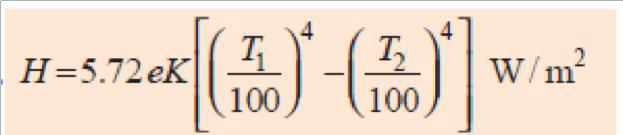 H=5.72 eK[(T₁/100)⁴−(T₂/100)⁴] W/m²